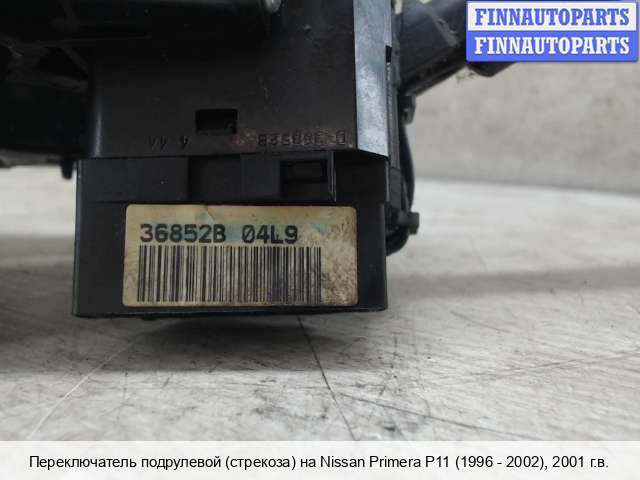 FINNAUTOPARTS
FINNAUTOPARTS
36852B 04L9
Переключатель подрулевой (стрекоза) на Nissan Primera P11 (1996 - 2002), 2001 г.в.